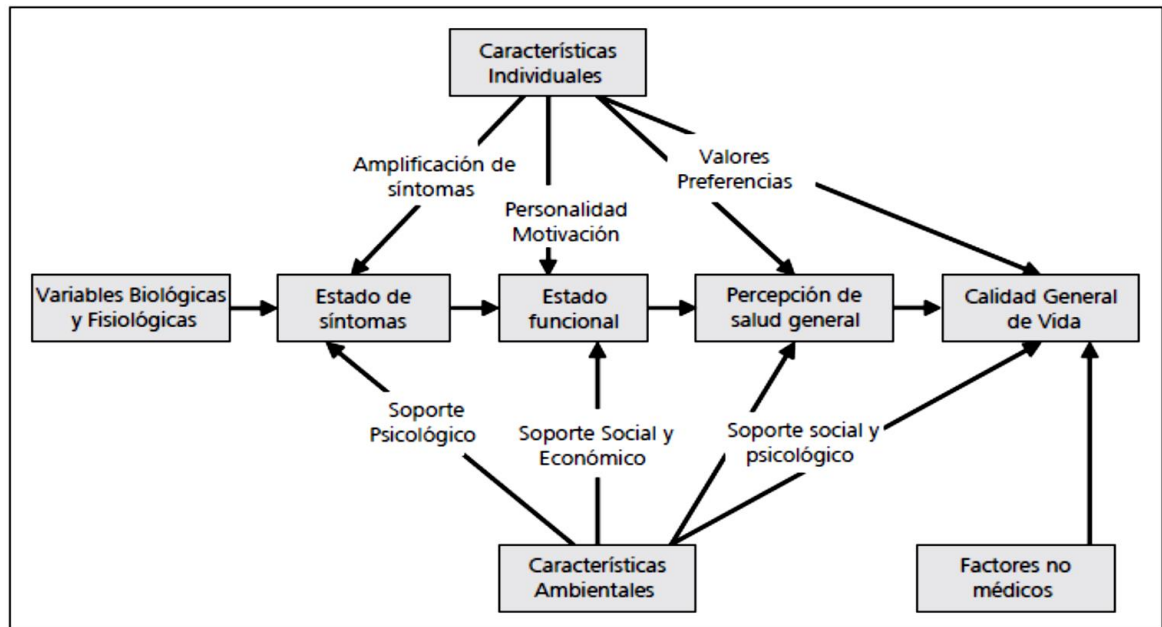 Características
Individuales
Amplificación de
síntomas
Valores
Preferencias
Personalidad
Motivación
Variables Biológicas
y Fisiológicas
Estado de
síntomas
Estado
funcional
Percepción de
salud general
Calidad General
de Vida
Soporte
Psicológico
Soporte Social y
Económico
Soporte social y
psicológico
Características
Ambientales
Factores no
médicos